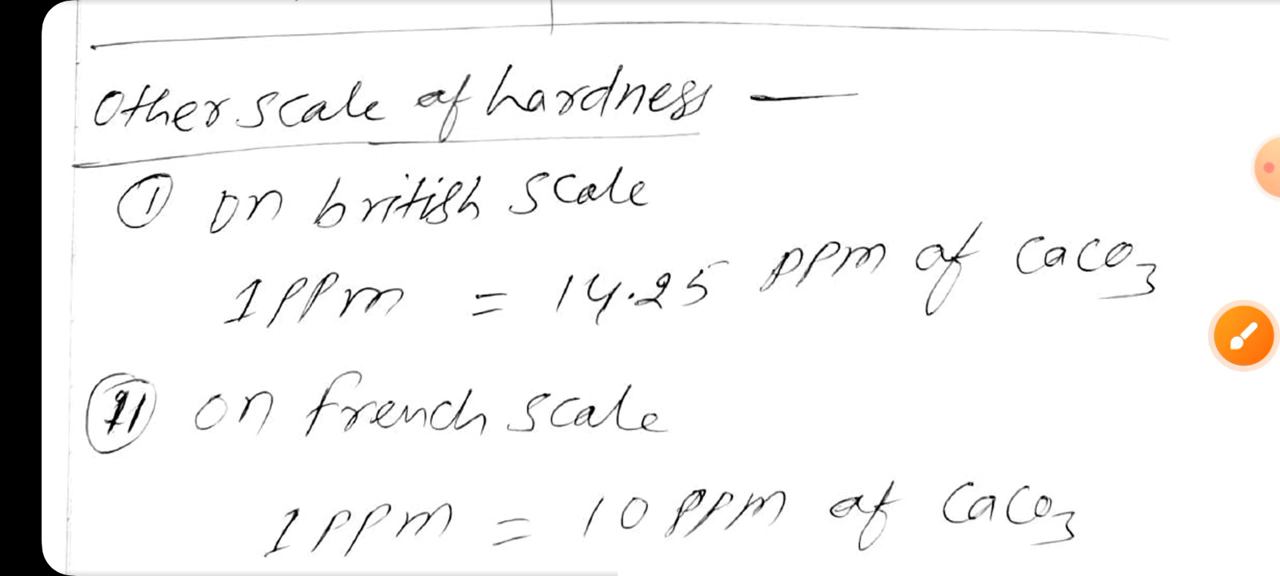 Other scale of hardness —
① on british scale
1 ppm = 14.25 ppm of CaCO₃
② on french scale
1 ppm = 10 ppm of CaCO₃